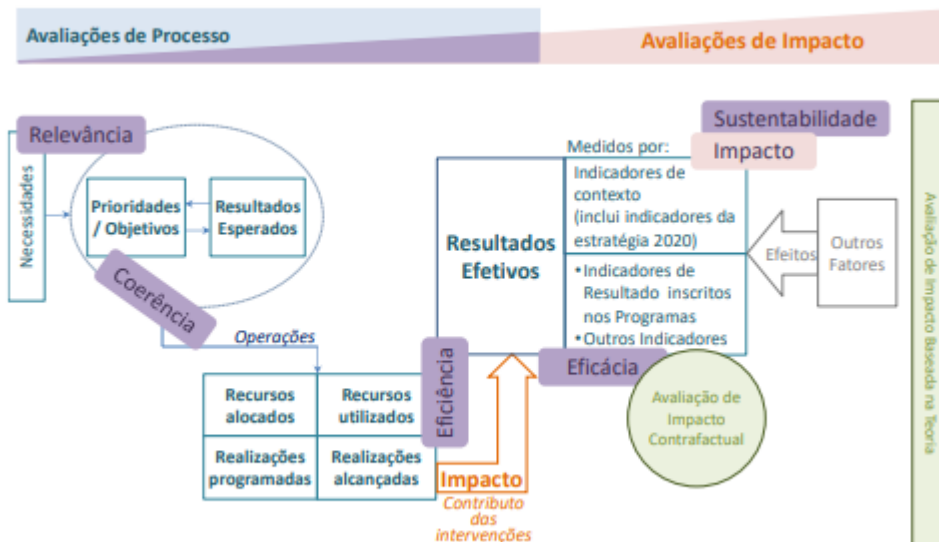 Avaliações de Processo
Avaliações de Impacto
Sustentabilidade
Relevância
Medidos por:
Impacto
Necessidades
Prioridades
/ Objetivos
Resultados
Esperados
Resultados
Efetivos
Indicadores de
contexto
(inclui indicadores da
estratégia 2020)
Efeitos
Outros
Fatores
•Indicadores de
Resultado inscritos
nos Programas
•Outros Indicadores
Coerência
Operações
Eficiência
Eficácia
Recursos
alocados
Recursos
utilizados
Realizações
programadas
Realizações
alcançadas
Avaliação de
Impacto
Contrafactual
Impacto
Contributo
das
intervenções
Avaliação de Impacto Baseada na Teoria